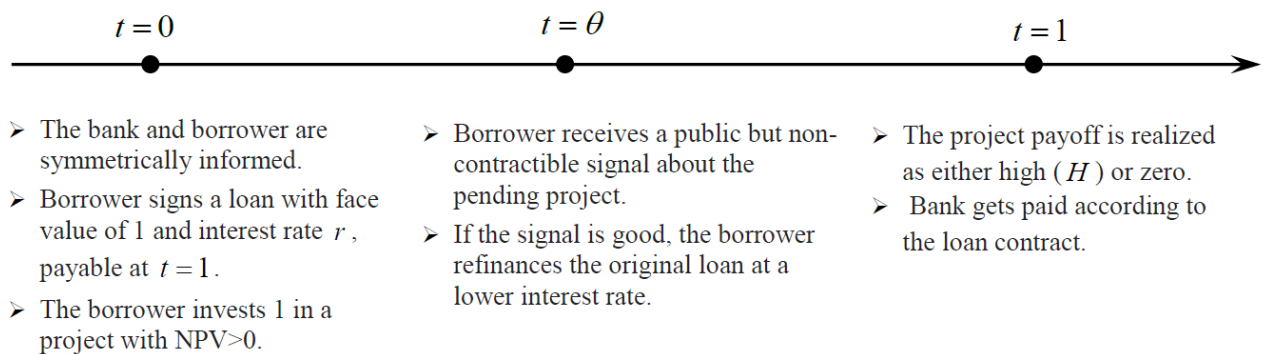 t = 0
t = θ
t = 1
➢ The bank and borrower are
symmetrically informed.
➢ Borrower signs a loan with face
value of 1 and interest rate r ,
payable at t = 1 .
➢ The borrower invests 1 in a
project with NPV>0.
➢ Borrower receives a public but non-
contractible signal about the
pending project.
➢ If the signal is good, the borrower
refinances the original loan at a
lower interest rate.
➢ The project payoff is realized
as either high ( H ) or zero.
➢ Bank gets paid according to
the loan contract.